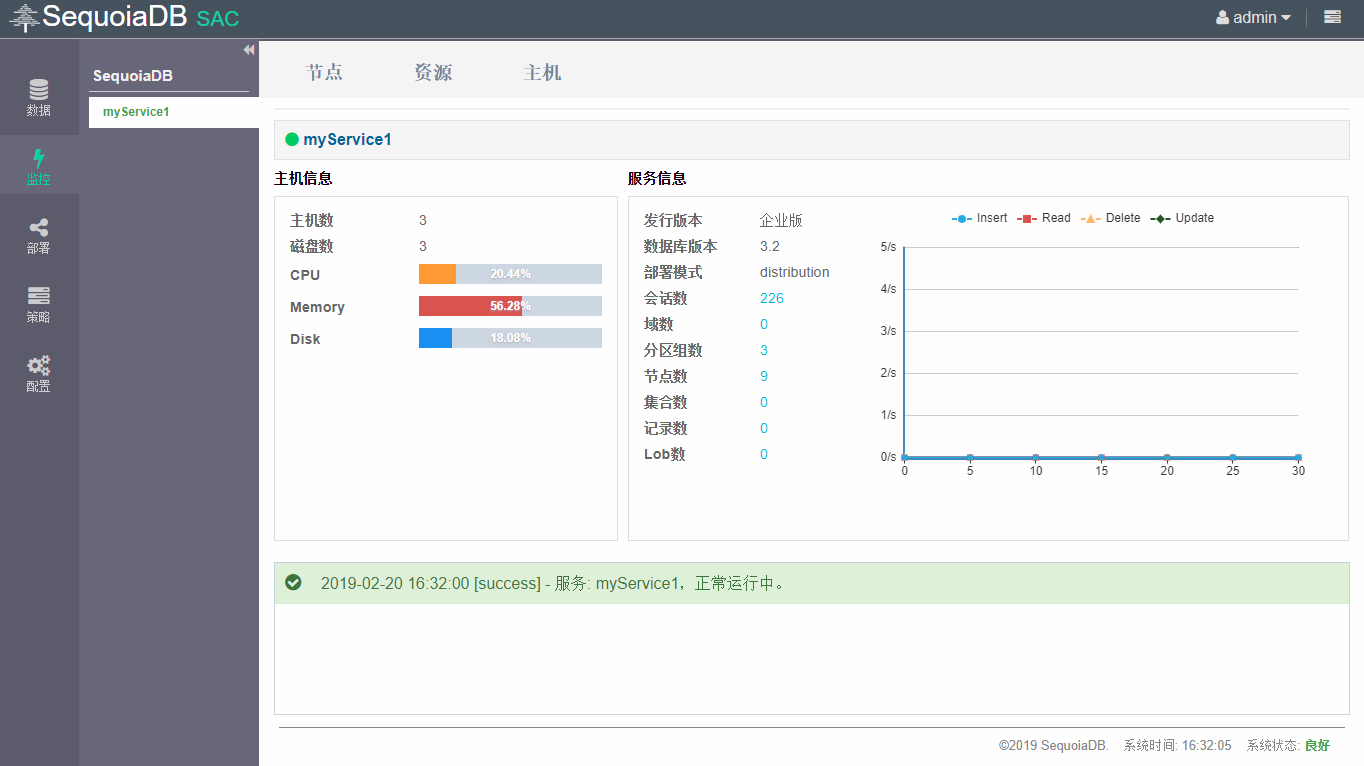 SequoiaDB SAC
admin
数据
监控
部署
策略
配置
SequoiaDB
myService1
节点 资源 主机
myService1
主机信息
主机数 3
磁盘数 3
CPU 20.44%
Memory 56.28%
Disk 18.08%
服务信息
发行版本 企业版
数据库版本 3.2
部署模式 distribution
会话数 226
域数 0
分区组数 3
节点数 9
集合数 0
记录数 0
Lob数 0
Insert Read Delete Update
5/s
4/s
3/s
2/s
1/s
0/s
0 5 10 15 20 25 30
2019-02-20 16:32:00 [success] - 服务: myService1，正常运行中。
©2019 SequoiaDB. 系统时间: 16:32:05 系统状态: 良好